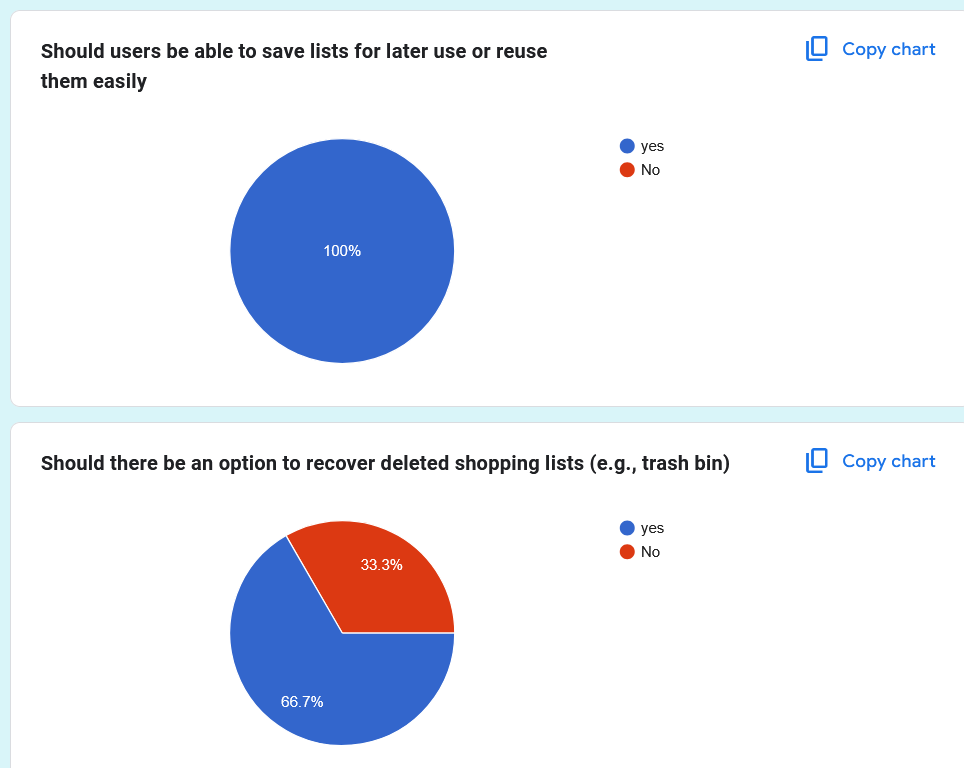 Should users be able to save lists for later use or reuse
them easily
Copy chart
yes
No
100%
Should there be an option to recover deleted shopping lists (e.g., trash bin)
Copy chart
yes
No
33.3%
66.7%